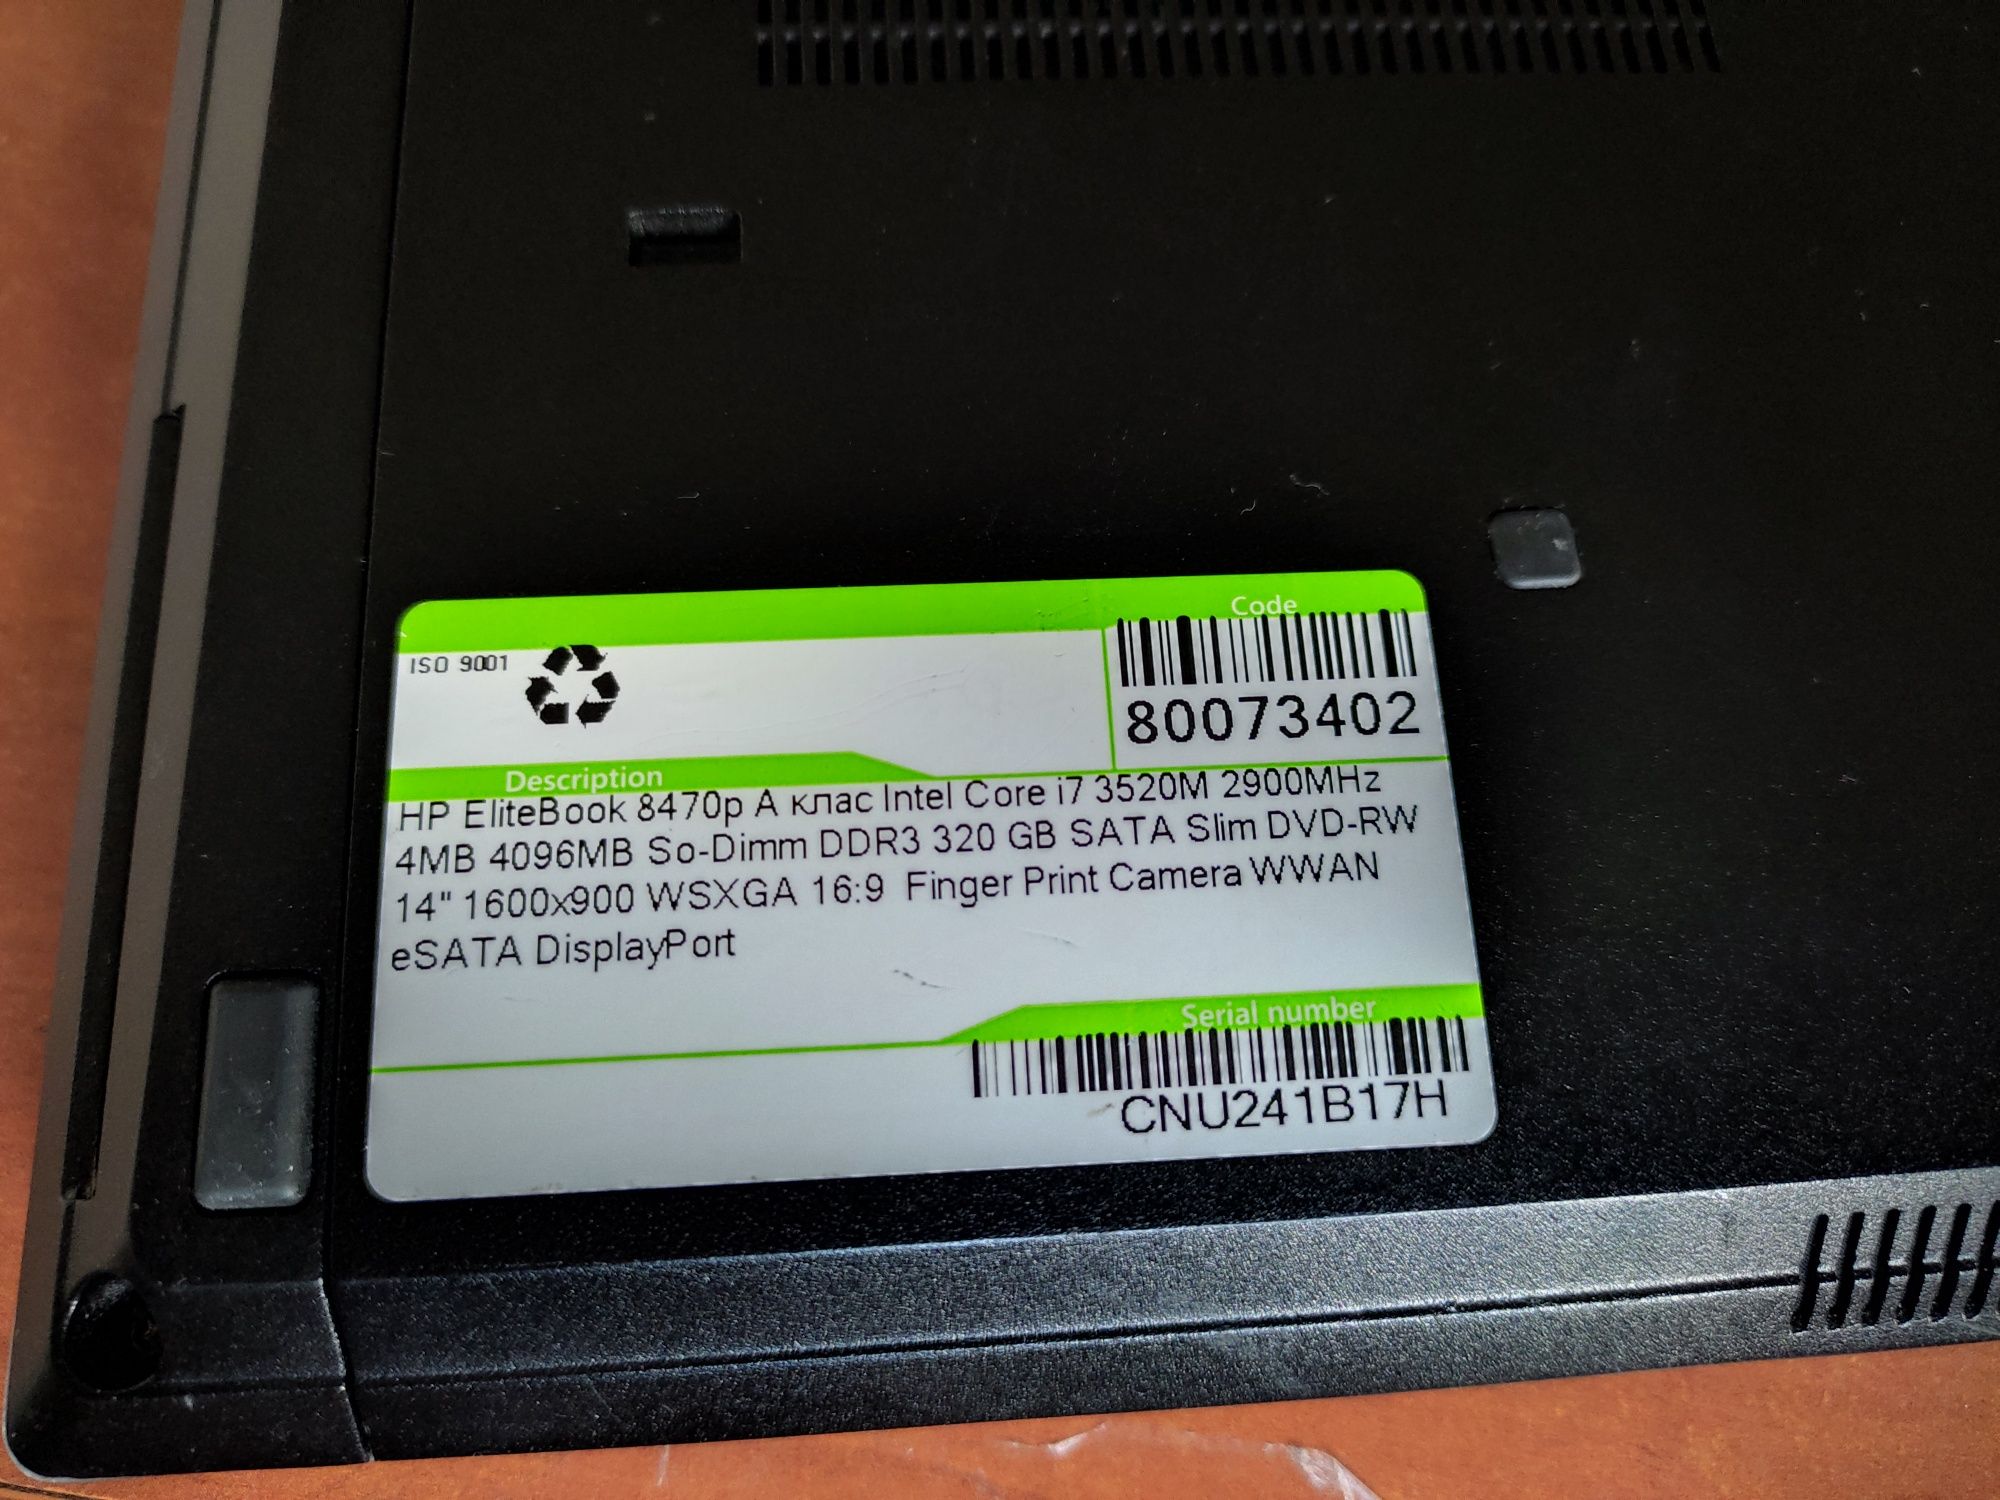 Code
ISO 9001
80073402
Description
HP EliteBook 8470p А клас Intel Core i7 3520M 2900MHz
4MB 4096MB So-Dimm DDR3 320 GB SATA Slim DVD-RW
14" 1600x900 WSXGA 16:9 Finger Print Camera WWAN
eSATA DisplayPort
Serial number
CNU241B17H